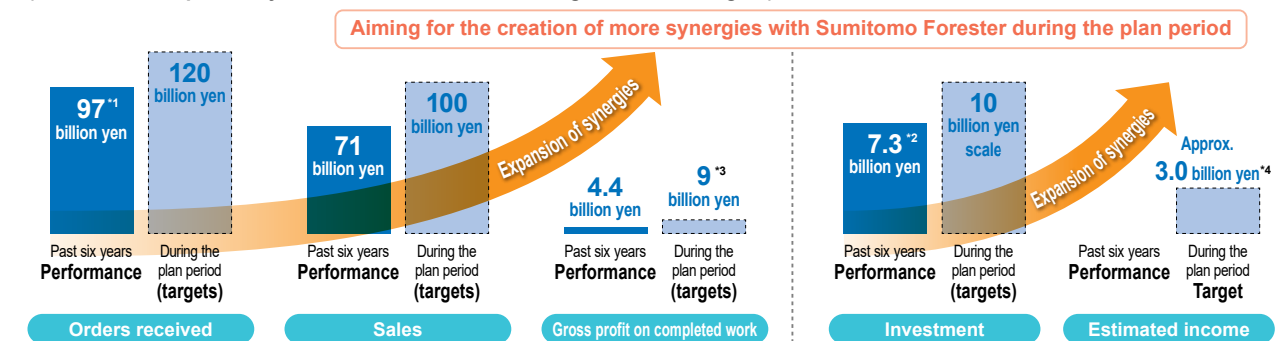 Aiming for the creation of more synergies with Sumitomo Forester during the plan period
97 *1
billion yen
120
billion yen
71
billion yen
100
billion yen
Expansion of synergies
4.4
billion yen
9 *3
billion yen
7.3 *2
billion yen
10
billion yen
scale
Expansion of synergies
Approx.
3.0 billion yen*4
Past six years
Performance
During the
plan period
(targets)
Past six years
Performance
During the
plan period
(targets)
Past six years
Performance
During the
plan period
(targets)
Past six years
Performance
During the
plan period
(targets)
Past six years
Performance
During the
plan period
Target
Orders received
Sales
Gross profit on completed work
Investment
Estimated income